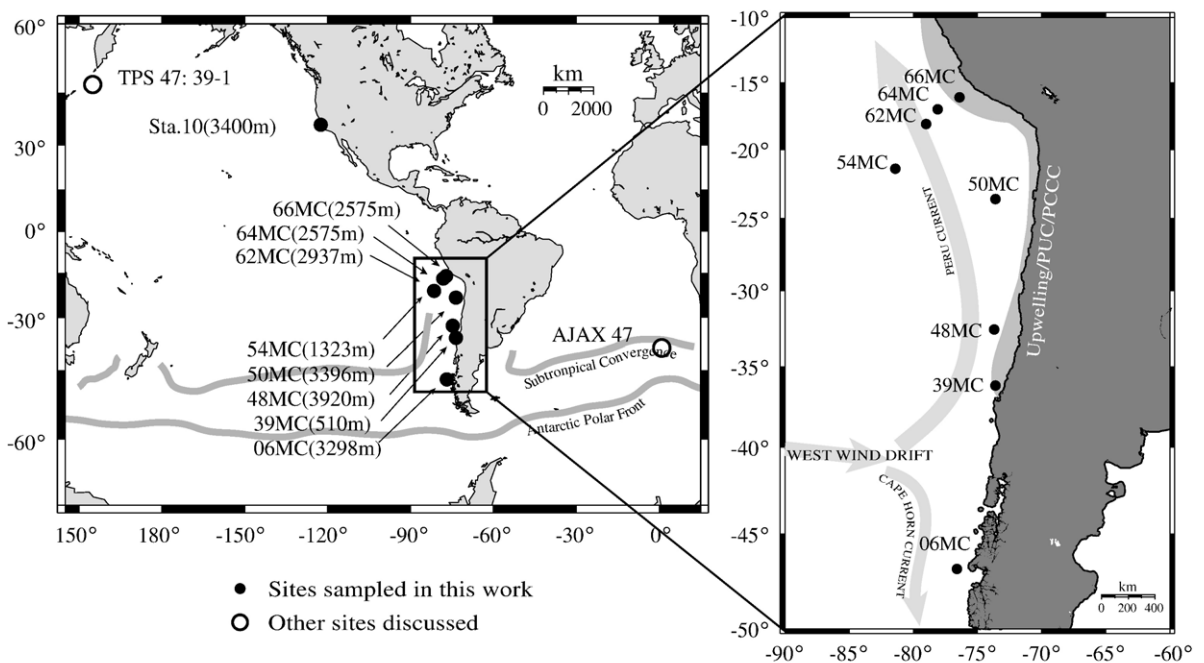 60°
30°
0°
-30°
-60°
150°
180°
-150°
-120°
-90°
-60°
-30°
0°
TPS 47: 39-1
Sta.10(3400m)
km
0
2000
66MC(2575m)
64MC(2575m)
62MC(2937m)
54MC(1323m)
50MC(3396m)
48MC(3920m)
39MC(510m)
06MC(3298m)
AJAX 47
Subtronpical Convergence
Antarctic Polar Front
Sites sampled in this work
Other sites discussed
-10°
-15°
-20°
-25°
-30°
-35°
-40°
-45°
-50°
-90°
-85°
-80°
-75°
-70°
-65°
-60°
66MC
64MC
62MC
54MC
50MC
48MC
39MC
06MC
PERU CURRENT
Upwelling/PUC/PCCC
WEST WIND DRIFT
CAPE HORN CURRENT
km
0 200 400